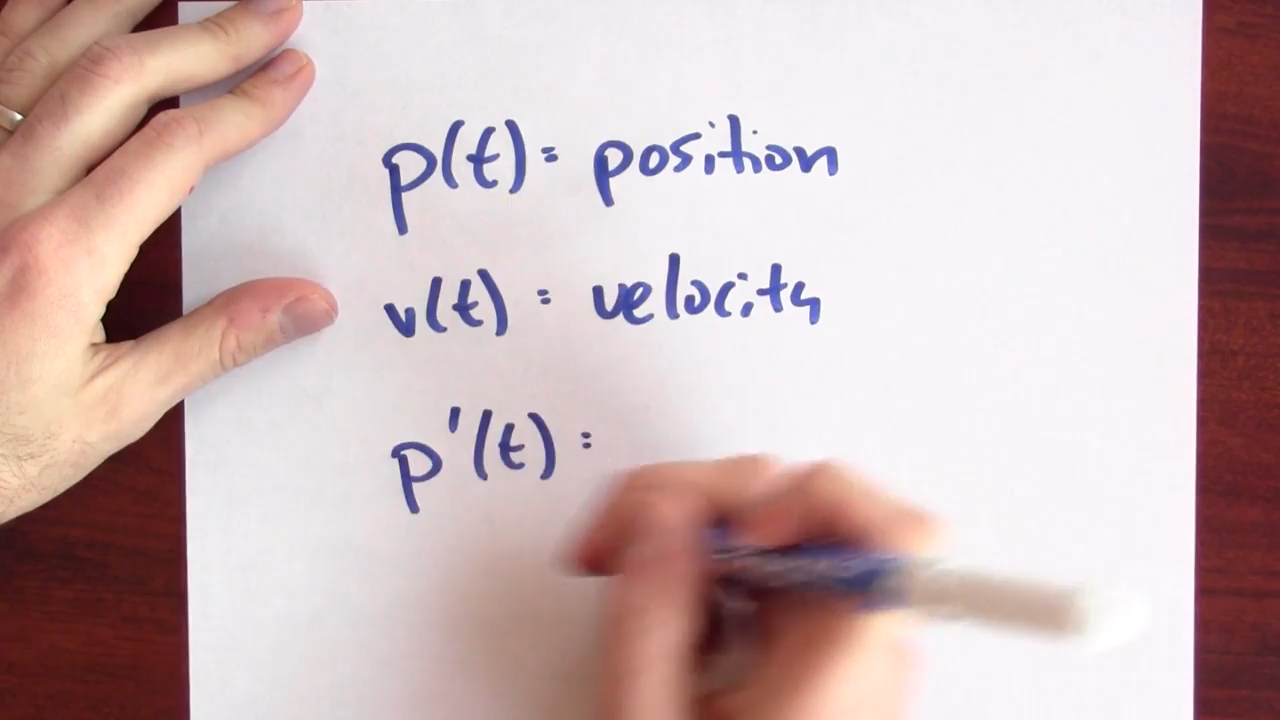 p(t) = position
v(t) = velocity
p'(t) =